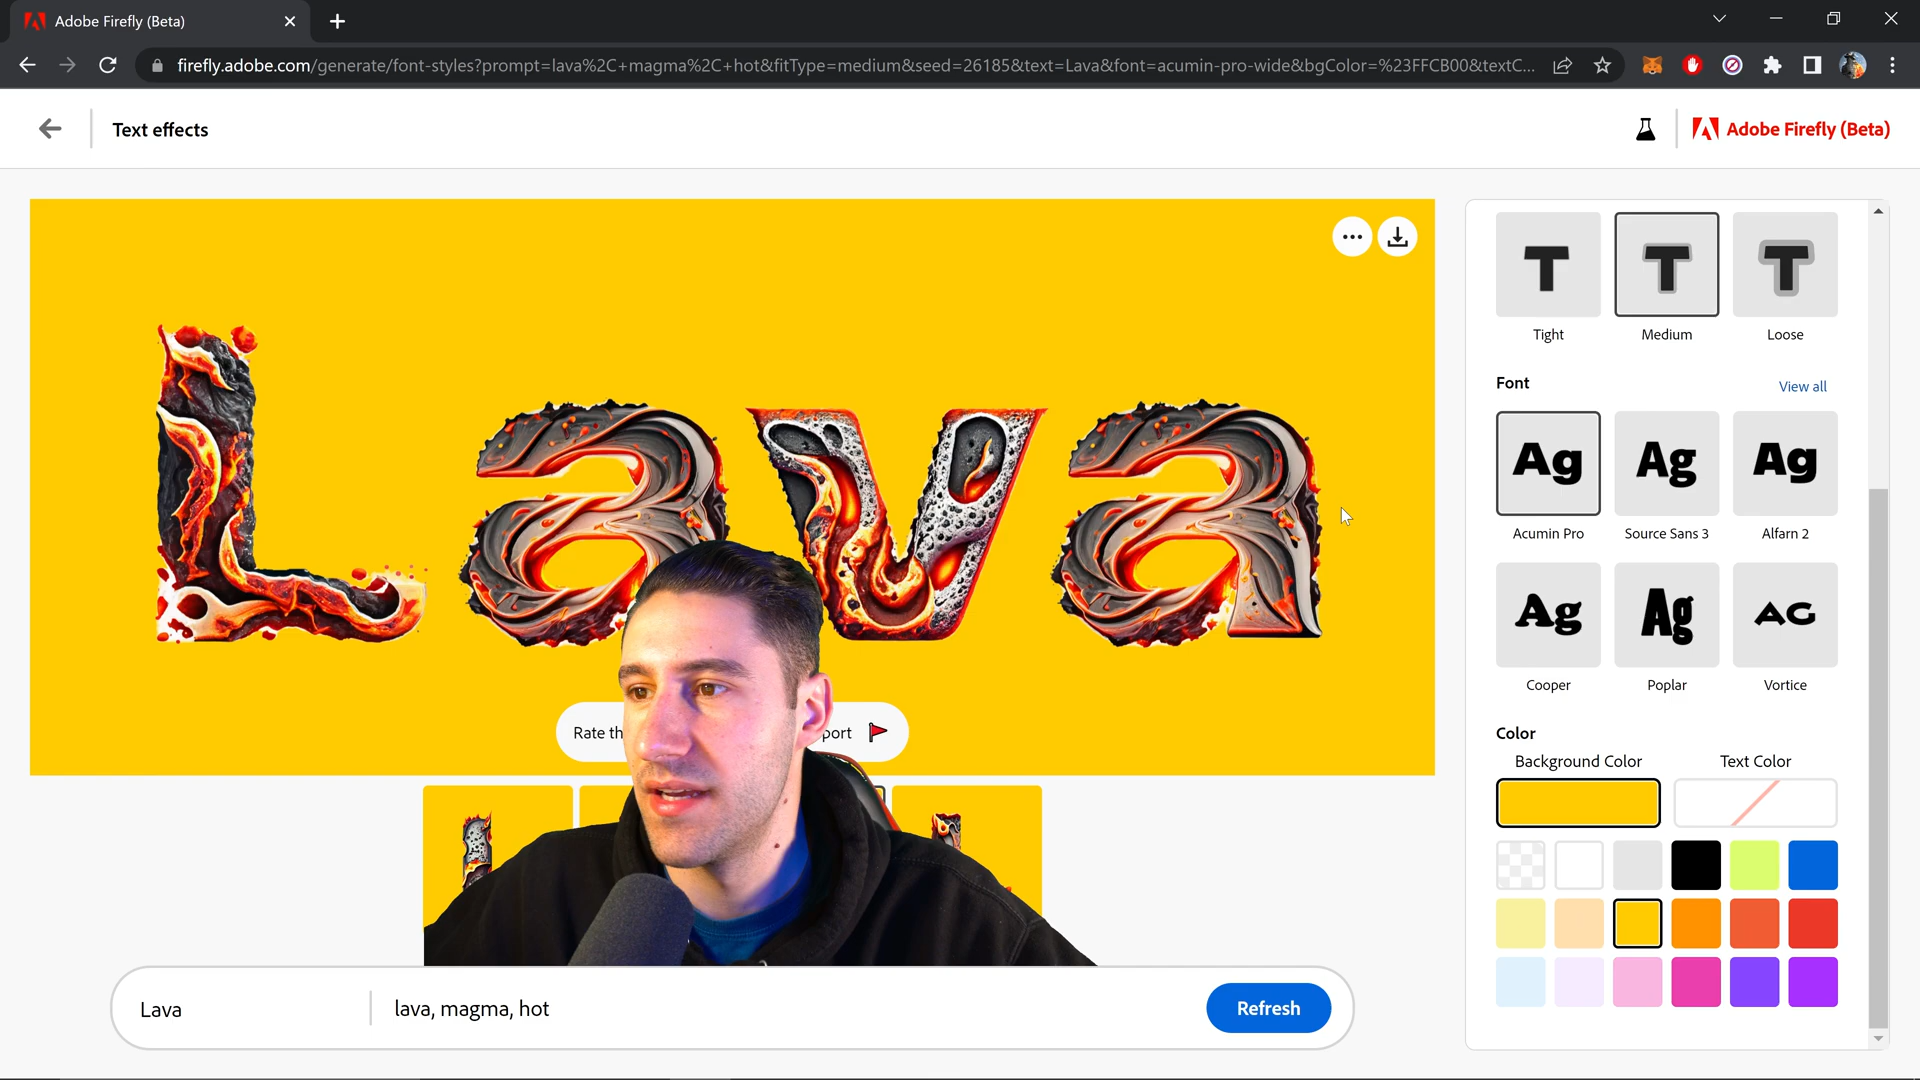 Adobe Firefly (Beta)
firefly.adobe.com/generate/font-styles?prompt=lava%2C+magma%2C+hot&fitType=medium&seed=26185&text=Lava&font=acumin-pro-wide&bgColor=%23FFCB00&textC...
Text effects
Adobe Firefly (Beta)
Lava
Rate th
port
Lava
lava, magma, hot
Refresh
T T T
Tight Medium Loose
Font View all
Ag Ag Ag
Acumin Pro Source Sans 3 Alfarn 2
Ag Ag AG
Cooper Poplar Vortice
Color
Background Color Text Color